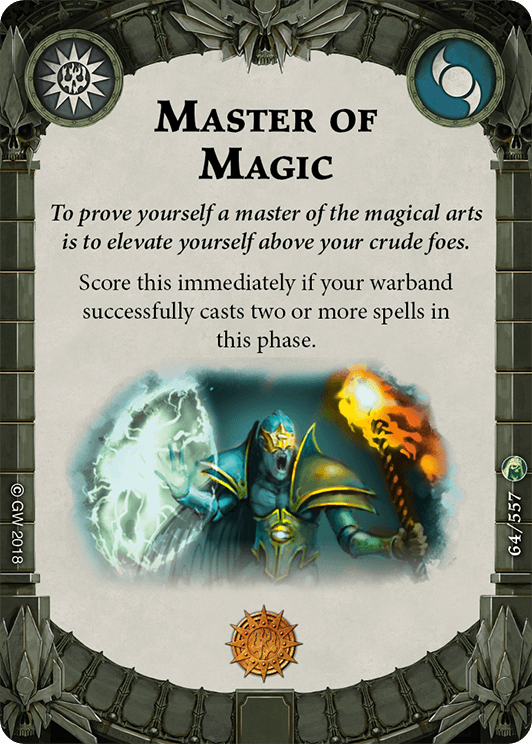 Master of
Magic
To prove yourself a master of the magical arts
is to elevate yourself above your crude foes.
Score this immediately if your warband
successfully casts two or more spells in
this phase.
©GW 2018
64/557